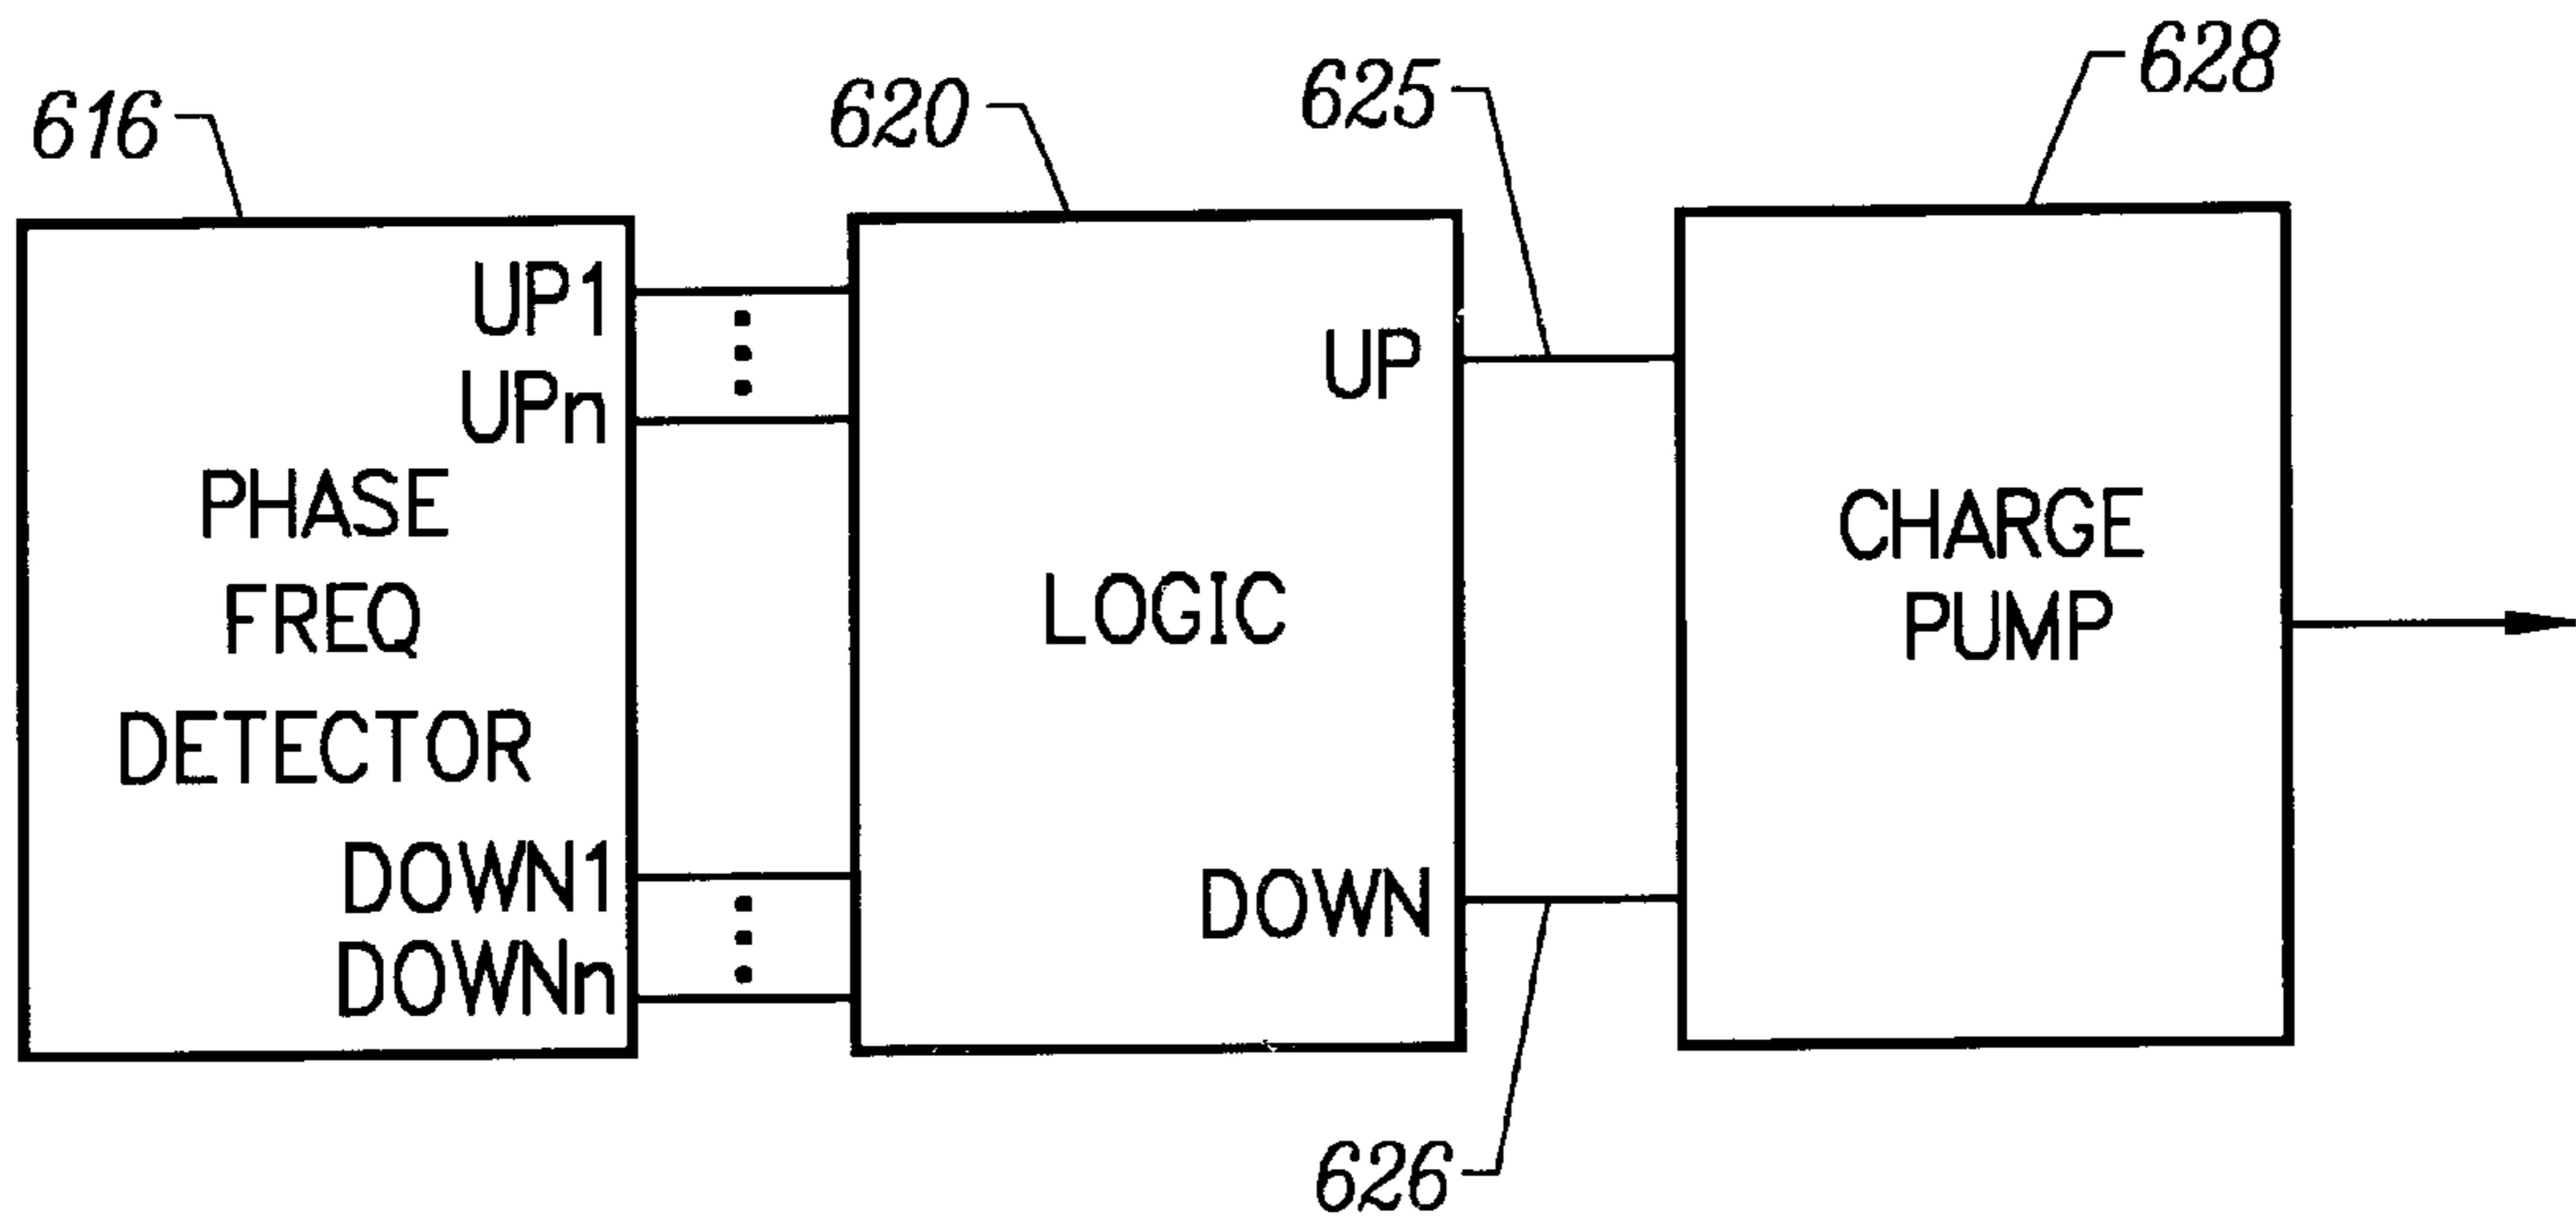 616
620
625
628
UP1
UPn
PHASE
FREQ
DETECTOR
DOWN1
DOWNn
UP
LOGIC
DOWN
CHARGE
PUMP
626